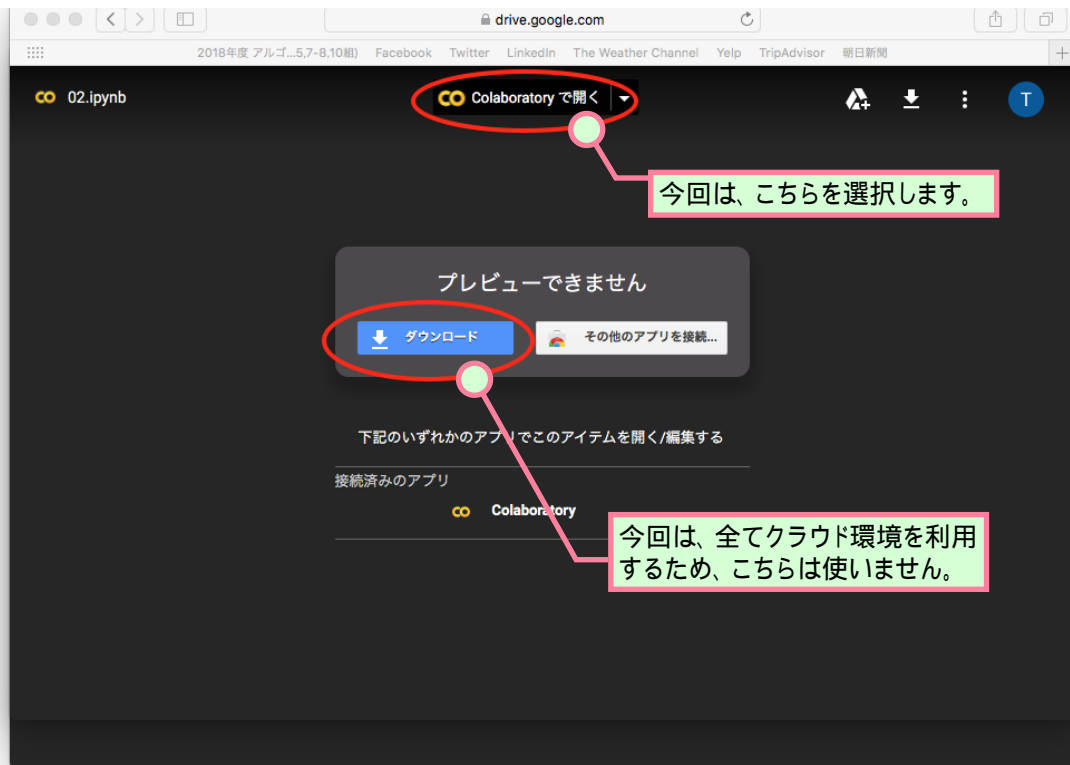 drive.google.com
2018年度 アルゴ...5,7-8,10組) Facebook Twitter LinkedIn The Weather Channel Yelp TripAdvisor 朝日新聞
02.ipynb
Colaboratory で開く
T
今回は、こちらを選択します。
プレビューできません
ダウンロード
その他のアプリを接続...
下記のいずれかのアプリでこのアイテムを開く/編集する
接続済みのアプリ
Colaboratory
今回は、全てクラウド環境を利用
するため、こちらは使いません。